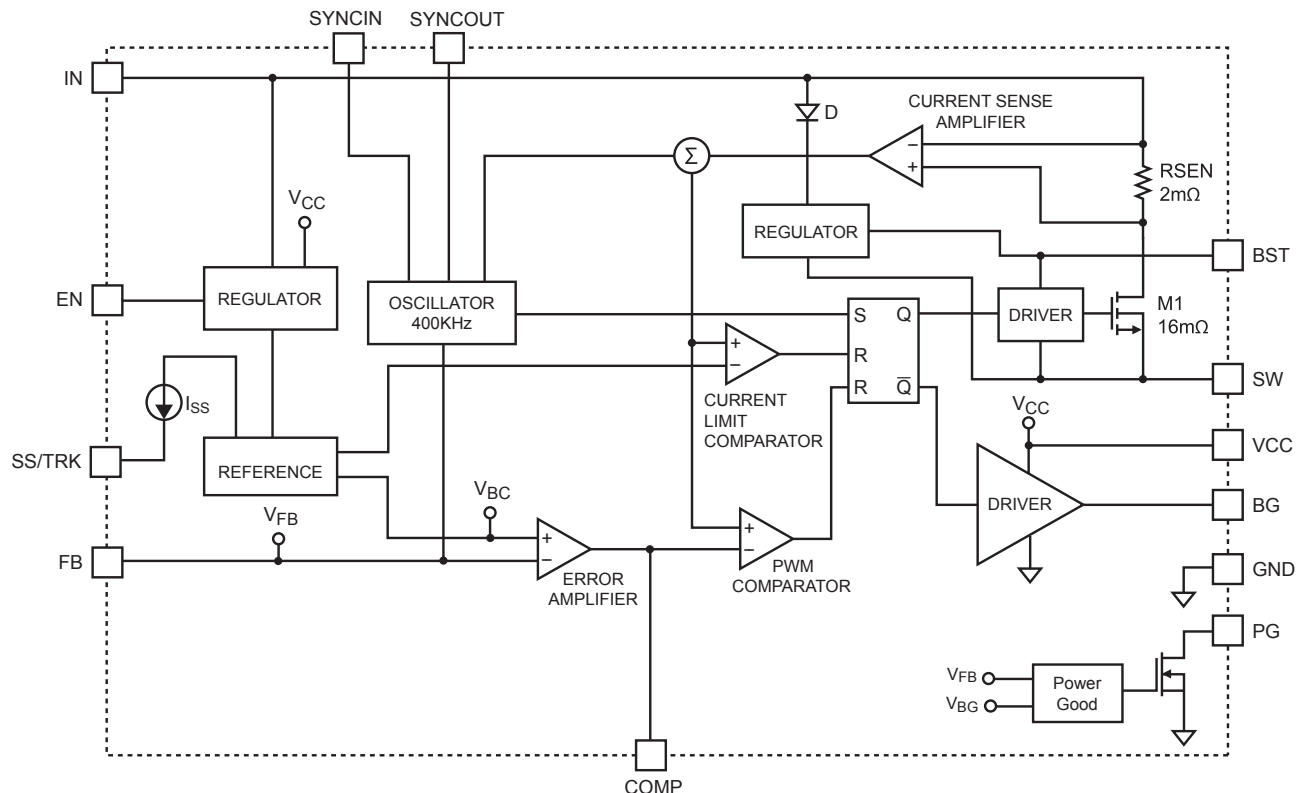 SYNCIN SYNCOUT
IN
D
CURRENT SENSE
AMPLIFIER
Σ
−
+
RSEN
2mΩ
VCC
REGULATOR
BST
EN
REGULATOR
OSCILLATOR
400KHz
S Q
R
R Q̅
DRIVER
M1
16mΩ
+
−
CURRENT
LIMIT
COMPARATOR
ISS
SW
VCC
VCC
SS/TRK
REFERENCE
DRIVER
BG
VFB
VBC
FB
+
−
ERROR
AMPLIFIER
+
−
PWM
COMPARATOR
GND
PG
VFB
VBG
Power
Good
COMP